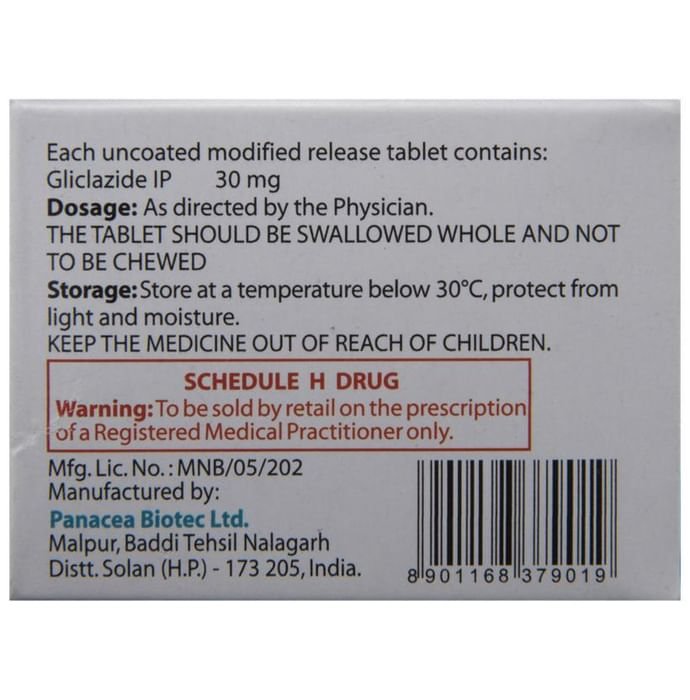 Each uncoated modified release tablet contains:
Gliclazide IP 30 mg
Dosage: As directed by the Physician.
THE TABLET SHOULD BE SWALLOWED WHOLE AND NOT
TO BE CHEWED
Storage:Store at a temperature below 30°C, protect from
light and moisture.
KEEP THE MEDICINE OUT OF REACH OF CHILDREN.
SCHEDULE H DRUG
Warning: To be sold by retail on the prescription
of a Registered Medical Practitioner only.
Mfg. Lic. No.: MNB/05/202
Manufactured by:
Panacea Biotec Ltd.
Malpur, Baddi Tehsil Nalagarh
Distt. Solan (H.P.) - 173 205, India.
8 901168 379019